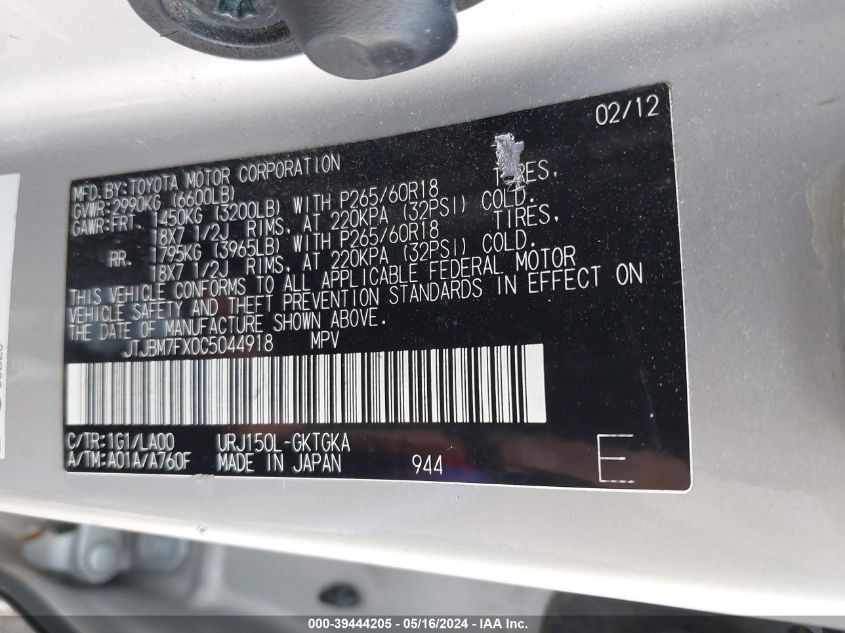 02/12
MFD.BY:TOYOTA MOTOR CORPORATION
GVWR:2990KG (6600LB)
GAWR:FRT. 1450KG (3200LB) WITH P265/60R18 TIRES,
18X7 1/2J RIMS, AT 220KPA (32PSI) COLD.
RR. 1795KG (3965LB) WITH P265/60R18 TIRES,
18X7 1/2J RIMS, AT 220KPA (32PSI) COLD.
THIS VEHICLE CONFORMS TO ALL APPLICABLE FEDERAL MOTOR
VEHICLE SAFETY AND THEFT PREVENTION STANDARDS IN EFFECT ON
THE DATE OF MANUFACTURE SHOWN ABOVE.
JTJBM7FX0C5044918 MPV
C/TR:1G1/LA00 URJ150L-GKTGKA
A/TM:A01A/A760F MADE IN JAPAN 944 E
000-39444205 - 05/16/2024 - IAA Inc.